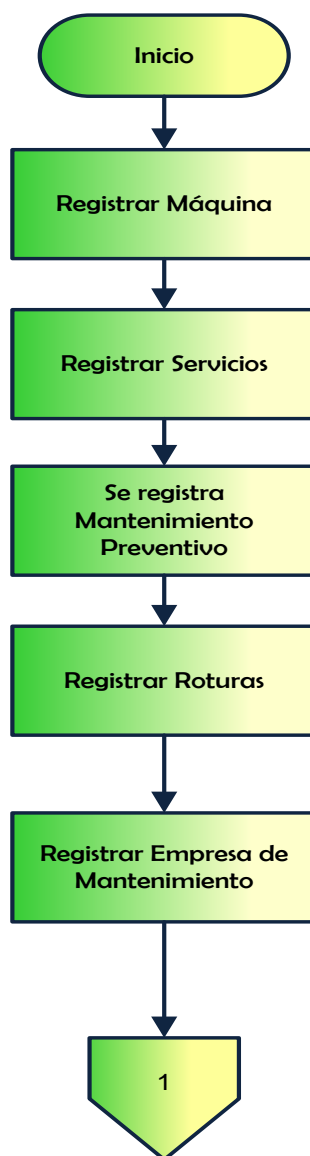 Inicio
Registrar Máquina
Registrar Servicios
Se registra
Mantenimiento
Preventivo
Registrar Roturas
Registrar Empresa de
Mantenimiento
1